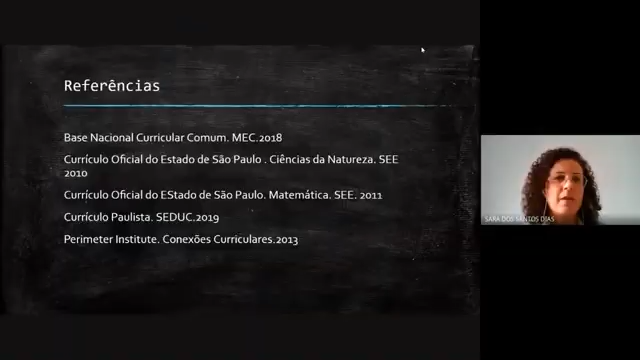 Referências
Base Nacional Curricular Comum. MEC.2018
Currículo Oficial do Estado de São Paulo . Ciências da Natureza. SEE
2010
Currículo Oficial do EStado de São Paulo. Matemática. SEE. 2011
Currículo Paulista. SEDUC.2019
Perimeter Institute. Conexões Curriculares.2013
SARA DOS SANTOS DIAS